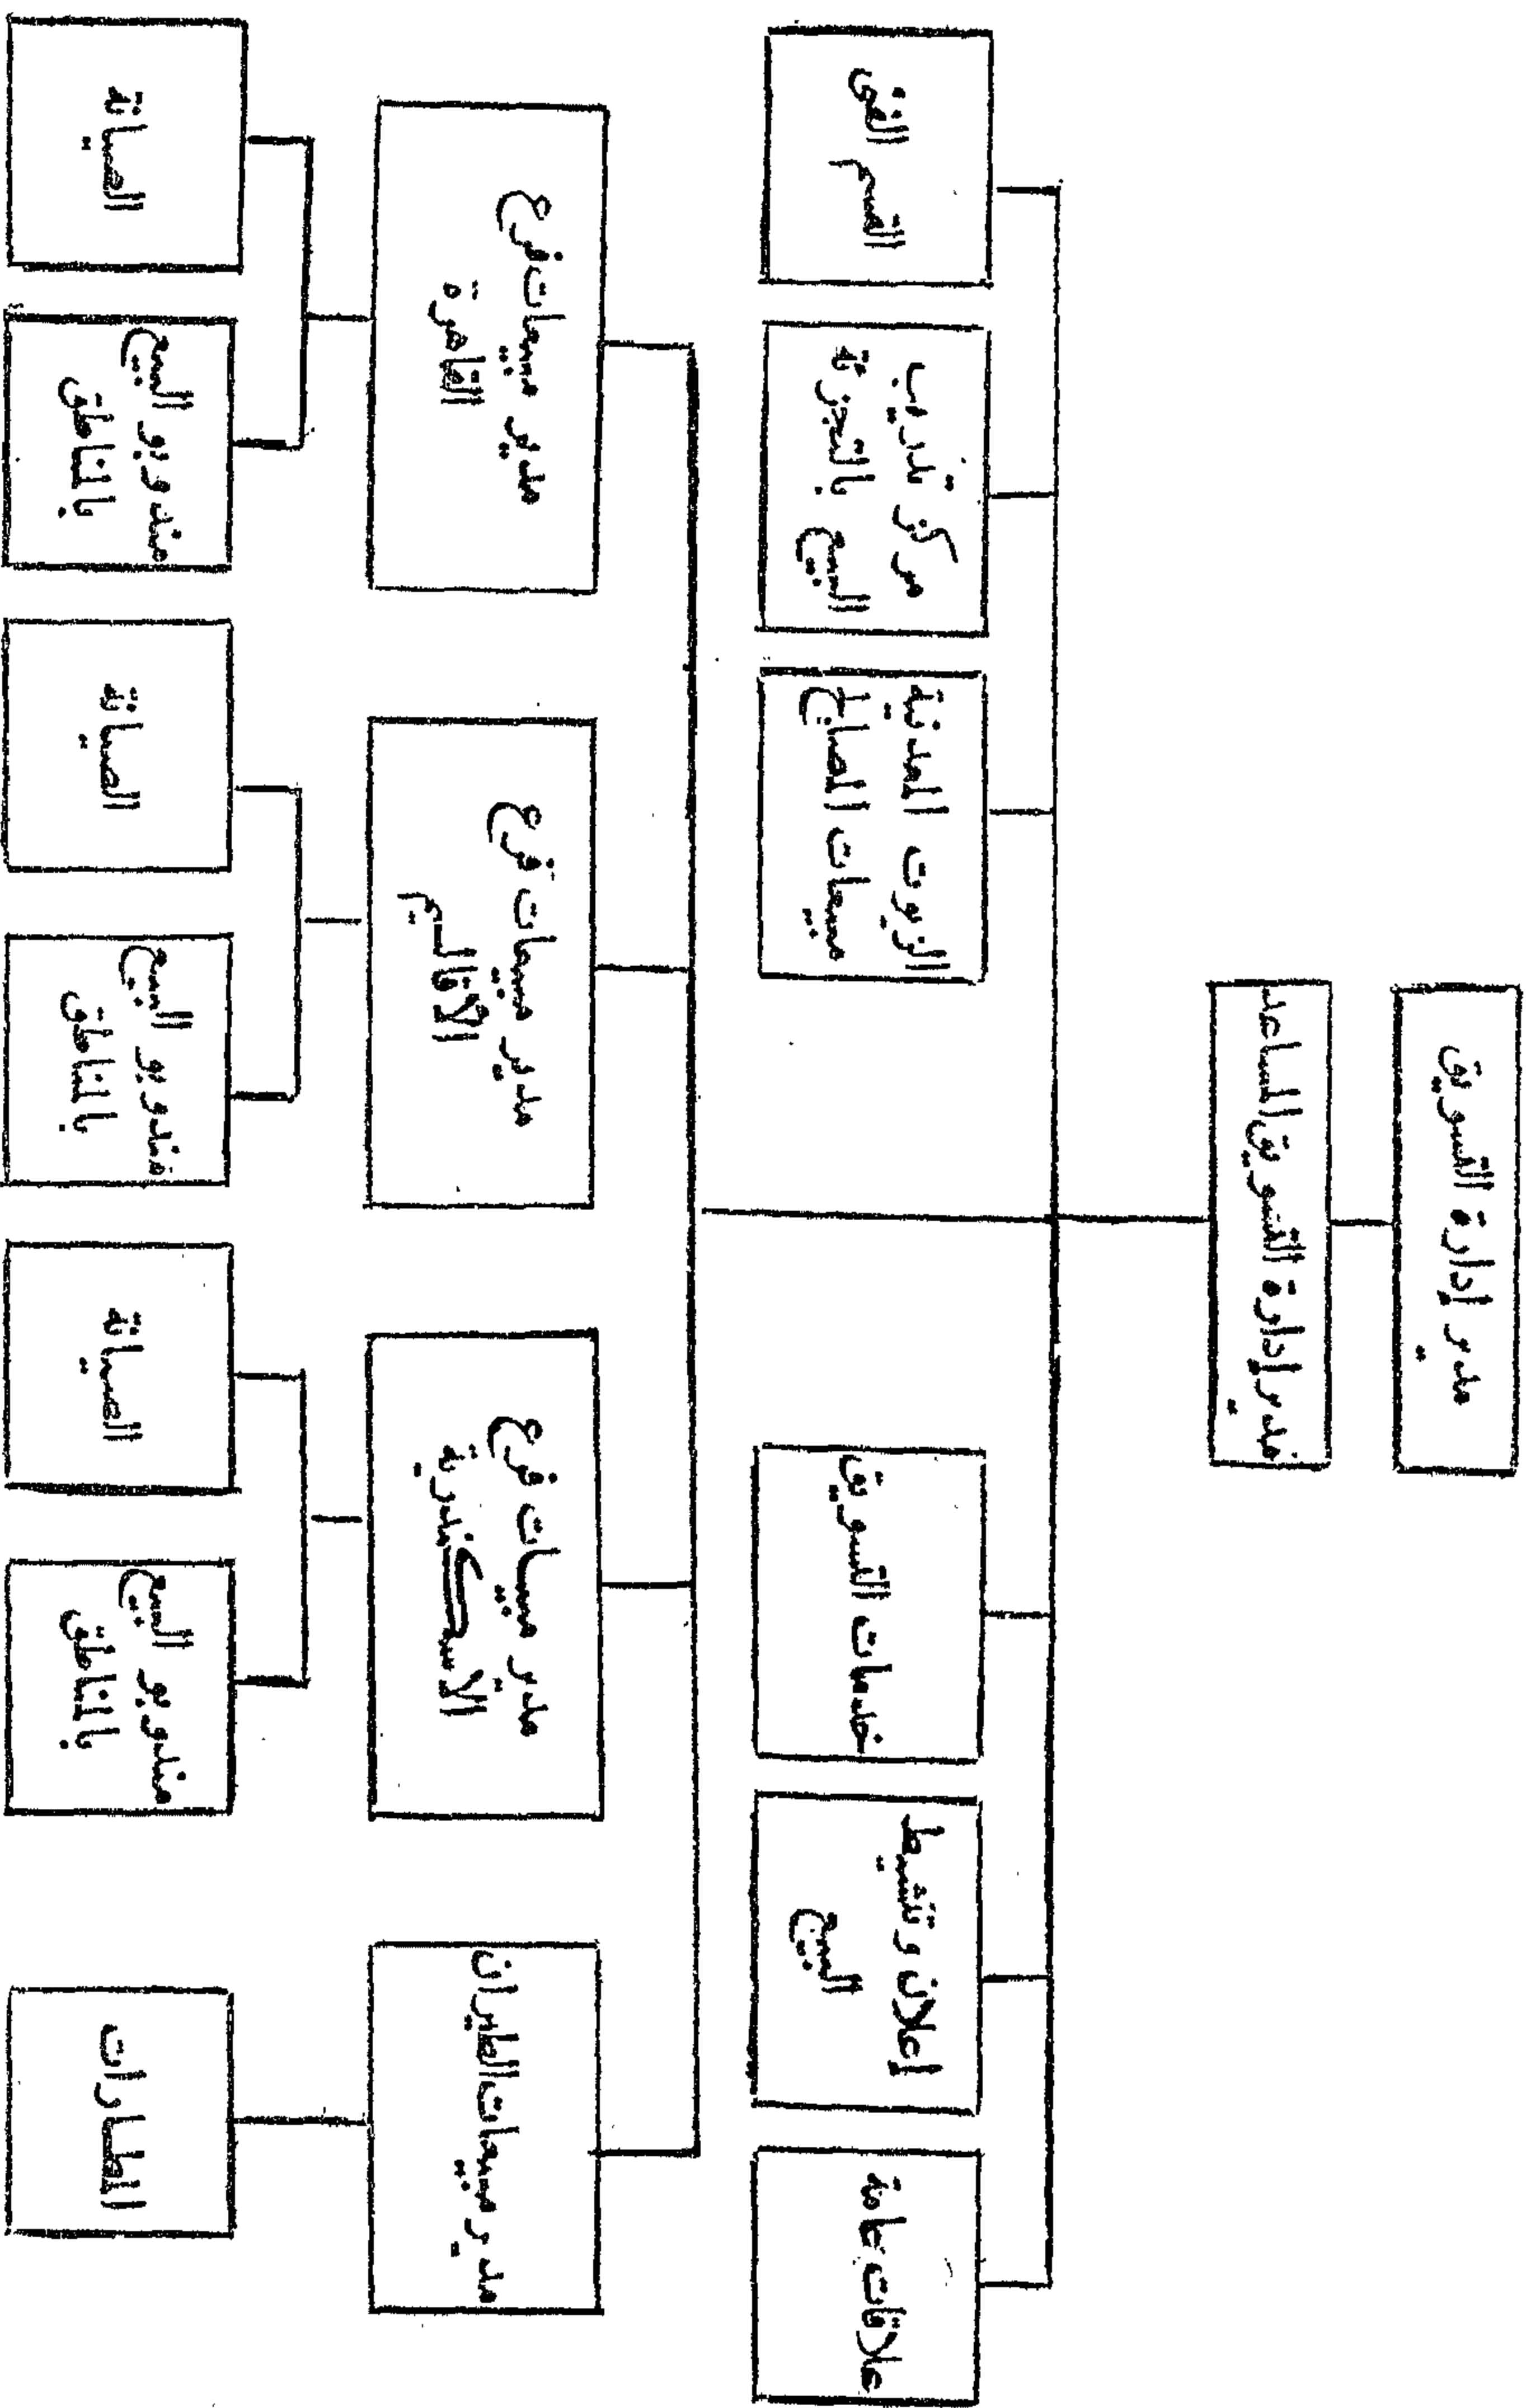 مدير إدارة التسويق
مدير إدارة التسويق المساعد
علاقات عامة
إعلان وتنشيط
البيع
خدمات التسويق
الزيوت المعدنية
مبيعات المصانع
مركز تدريب
البيع بالتجزئة
القسم الفنى
مدير مبيعات الطيران
مدير مبيعات فرع
الاسكندرية
مدير مبيعات فرع
الأقاليم
مدير مبيعات فرع
القاهرة
المطارات
مندوبو البيع
بالمناطق
الصيانة
مندوبو البيع
بالمناطق
الصيانة
مندوبو البيع
بالمناطق
الصيانة